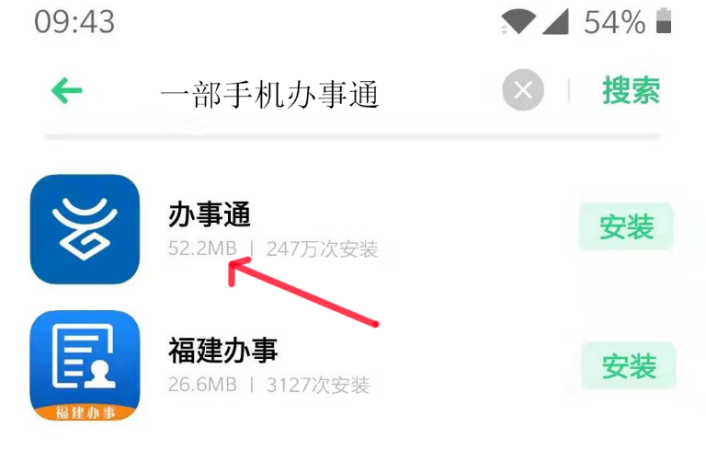 09:43 54%
一部手机办事通 搜索
办事通 安装
52.2MB | 247万次安装
福建办事 安装
26.6MB | 3127次安装
福建办事